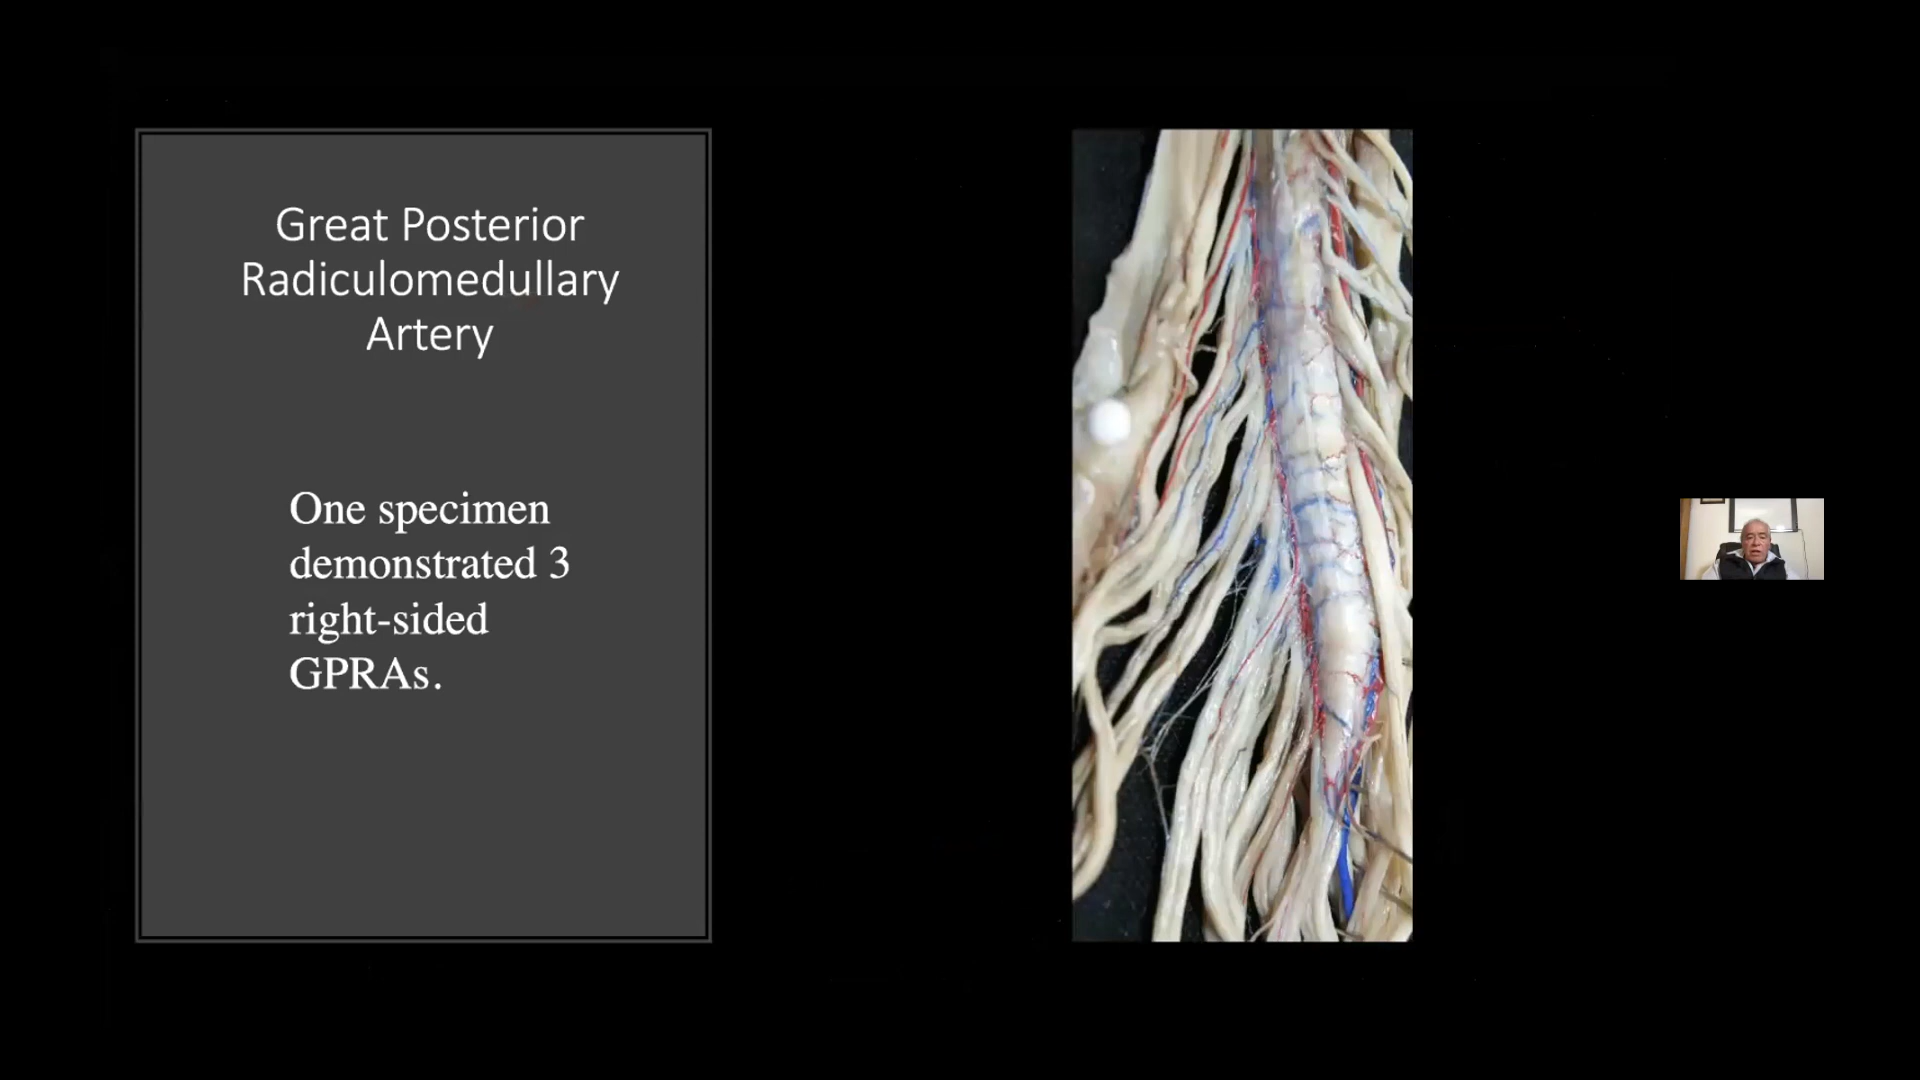 Great Posterior
Radiculomedullary
Artery
One specimen
demonstrated 3
right-sided
GPRAs.